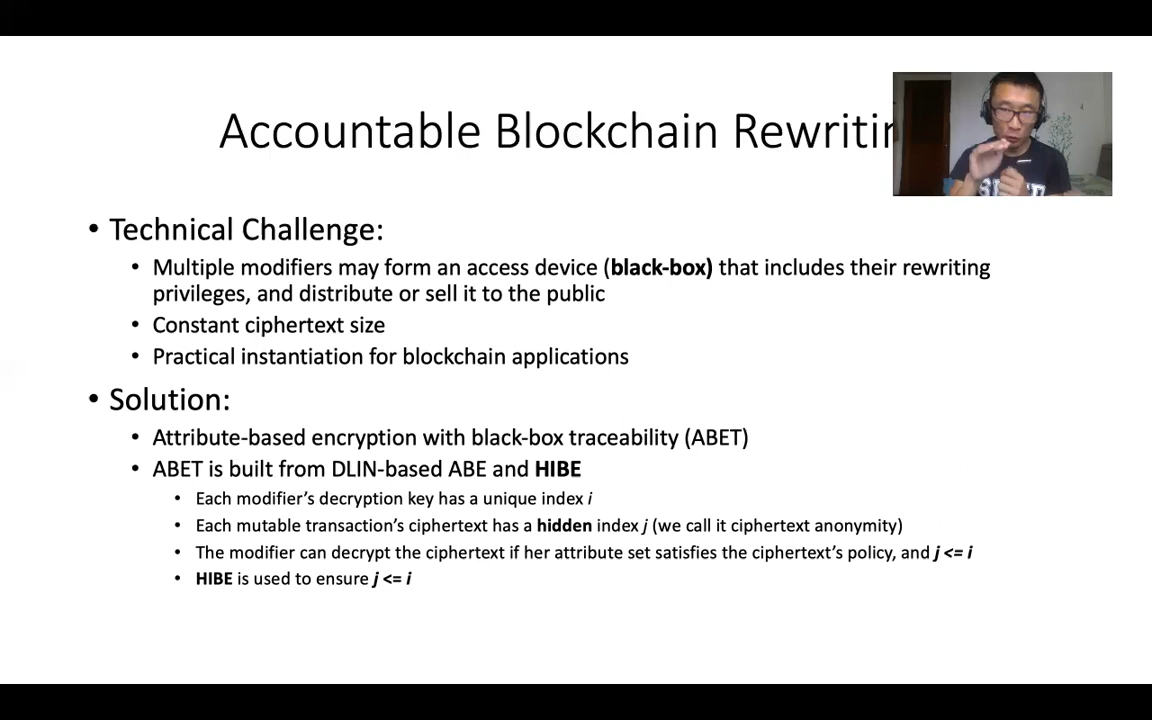 Accountable Blockchain Rewritin
• Technical Challenge:
• Multiple modifiers may form an access device (black-box) that includes their rewriting
privileges, and distribute or sell it to the public
• Constant ciphertext size
• Practical instantiation for blockchain applications
• Solution:
• Attribute-based encryption with black-box traceability (ABET)
• ABET is built from DLIN-based ABE and HIBE
• Each modifier's decryption key has a unique index i
• Each mutable transaction's ciphertext has a hidden index j (we call it ciphertext anonymity)
• The modifier can decrypt the ciphertext if her attribute set satisfies the ciphertext's policy, and j <= i
• HIBE is used to ensure j <= i